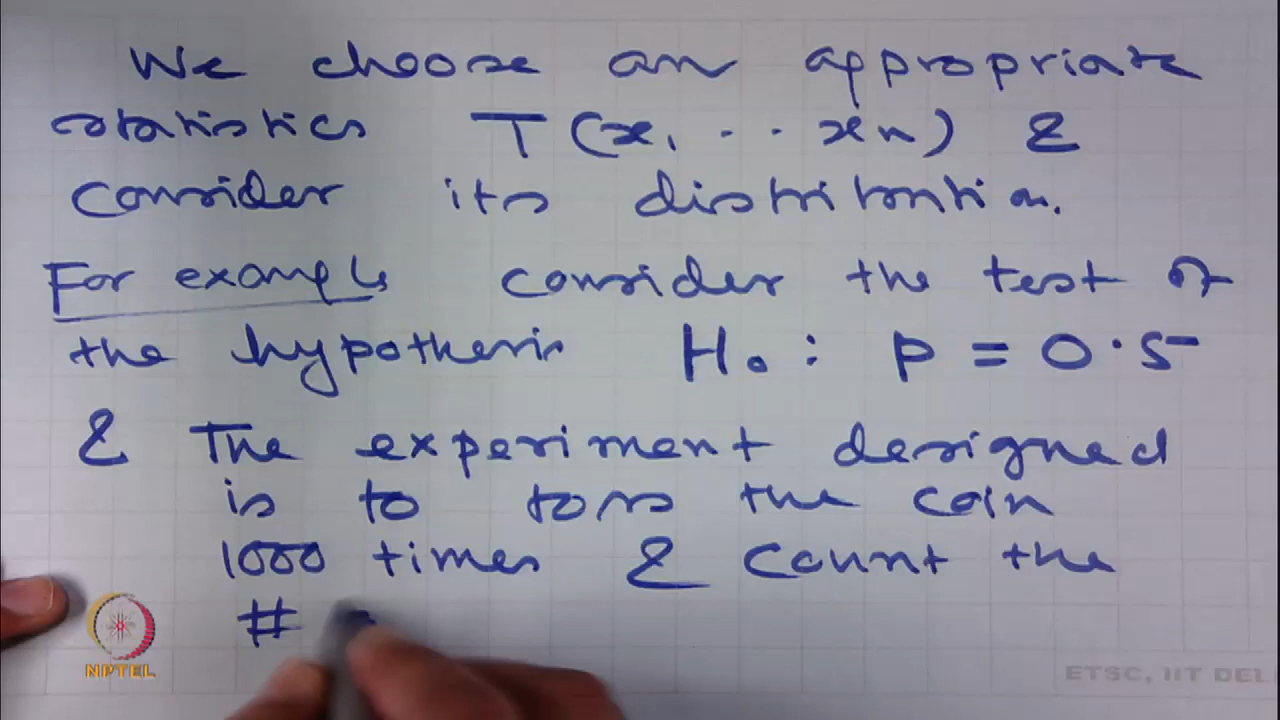 We choose an appropriate
statistics T (x, .. xn) &
consider its distribution.
For example consider the test of
the hypothesis H₀ : p = 0.5
& The experiment designed
is to toss the coin
1000 times & count the
#
NPTEL
ETSC, IIT DEL